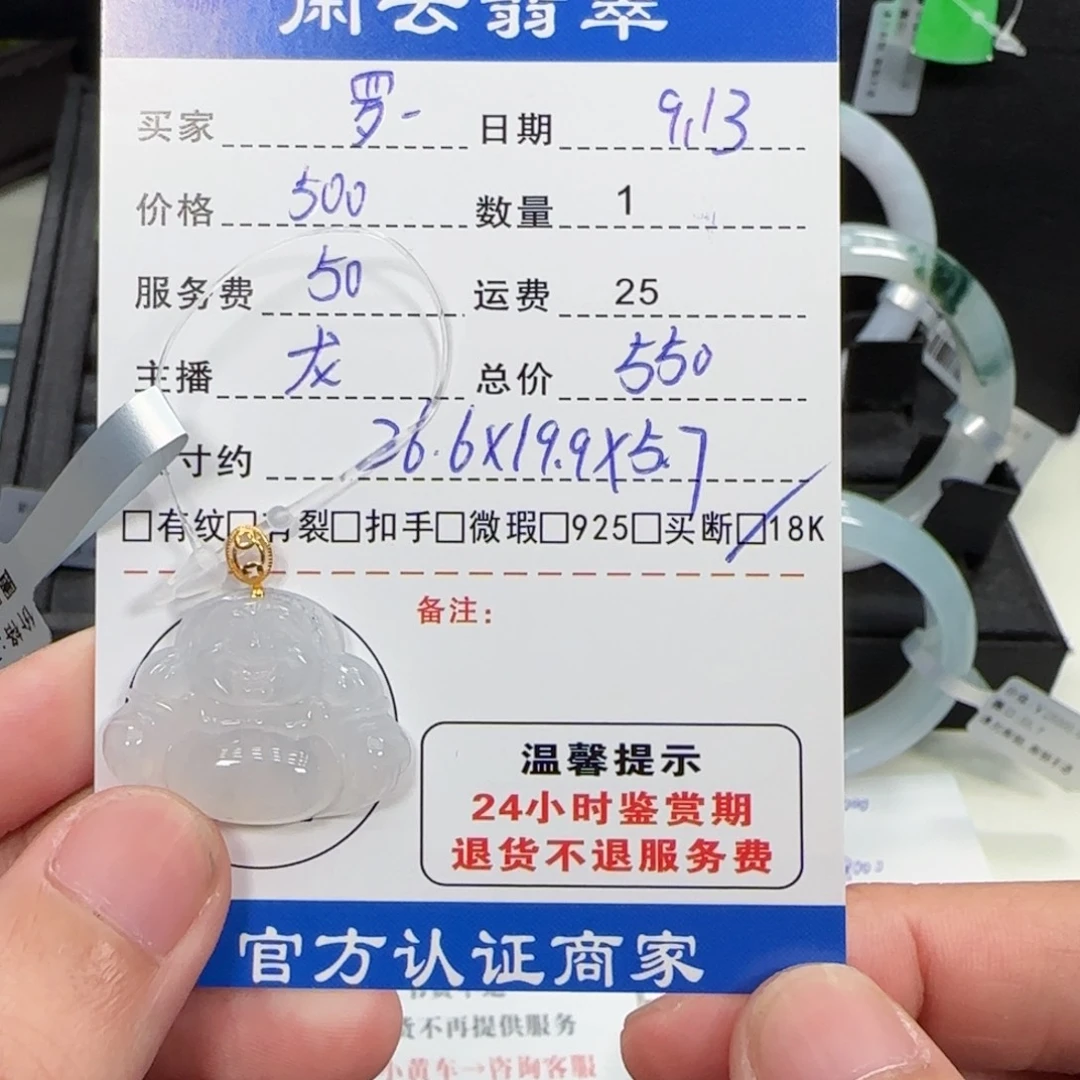 闲云翡翠
买家 罗- 日期 9.13
价格 500 数量 1
服务费 50 运费 25
主播 龙 总价 550
寸约 26.6X19.9X5.7
□有纹□有裂□扣手□微瑕□925□买断□18K
备注:
温馨提示
24小时鉴赏期
退货不退服务费
官方认证商家
货不再提供服务
小黄车→咨询客服